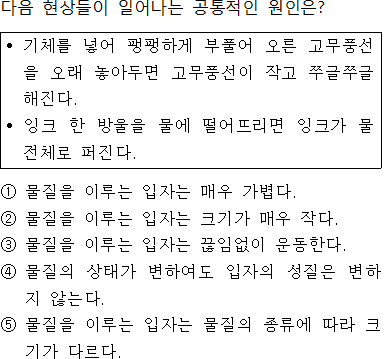 다음 현상들이 일어나는 공통적인 원인은?
• 기체를 넣어 팽팽하게 부풀어 오른 고무풍선
을 오래 놓아두면 고무풍선이 작고 쭈글쭈글
해진다.
• 잉크 한 방울을 물에 떨어뜨리면 잉크가 물
전체로 퍼진다.
① 물질을 이루는 입자는 매우 가볍다.
② 물질을 이루는 입자는 크기가 매우 작다.
③ 물질을 이루는 입자는 끊임없이 운동한다.
④ 물질의 상태가 변하여도 입자의 성질은 변하
지 않는다.
⑤ 물질을 이루는 입자는 물질의 종류에 따라 크
기가 다르다.